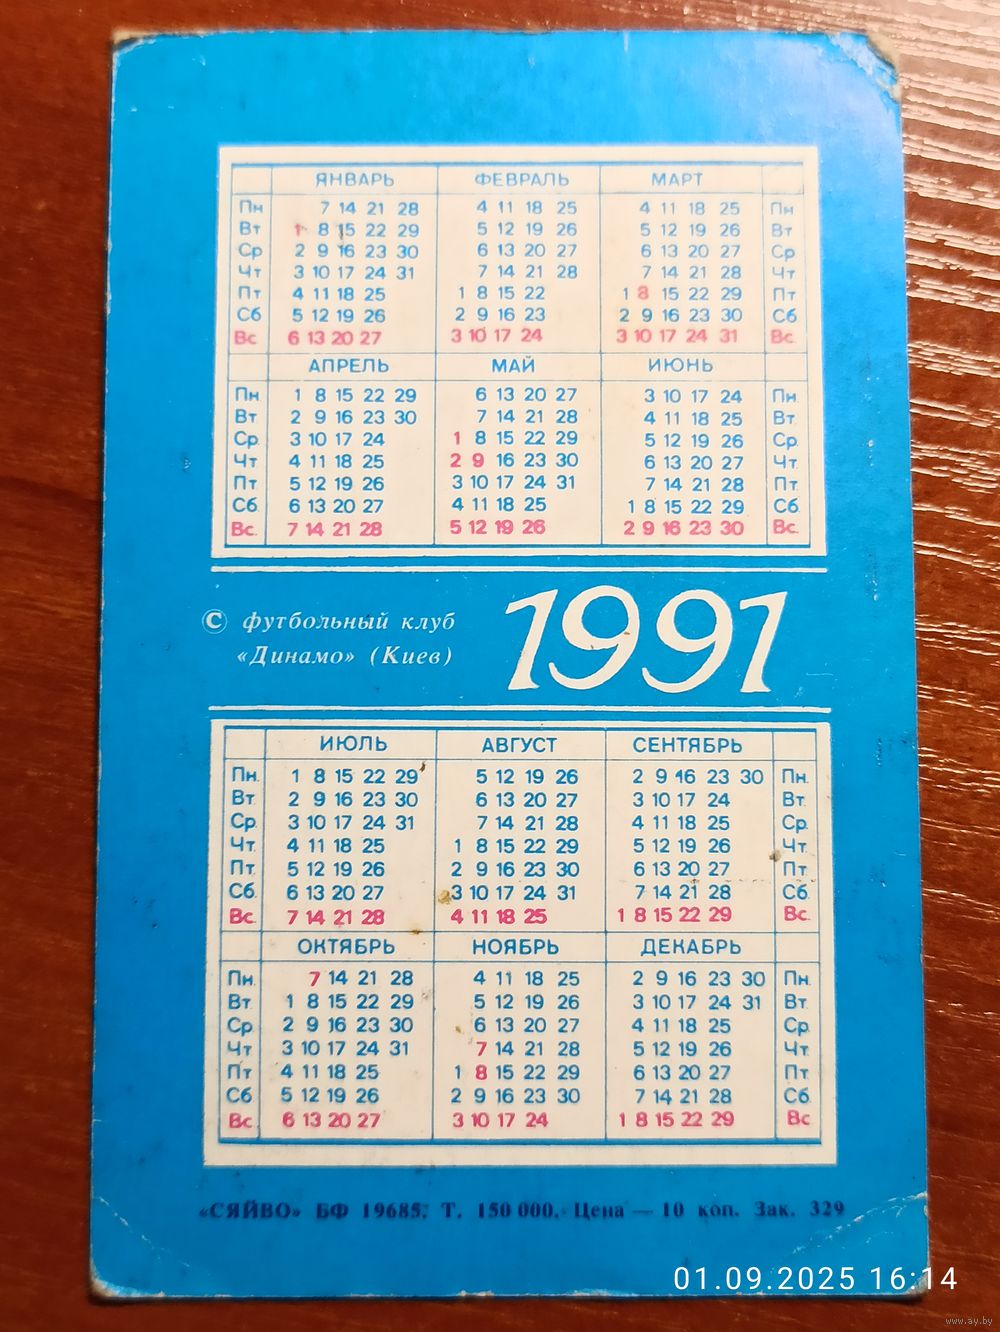 ЯНВАРЬ ФЕВРАЛЬ МАРТ
Пн 7 14 21 28 4 11 18 25 4 11 18 25 Пн
Вт 1 8 15 22 29 5 12 19 26 5 12 19 26 Вт
Ср 2 9 16 23 30 6 13 20 27 6 13 20 27 Ср
Чт 3 10 17 24 31 7 14 21 28 7 14 21 28 Чт
Пт 4 11 18 25 1 8 15 22 1 8 15 22 29 Пт
Сб 5 12 19 26 2 9 16 23 2 9 16 23 30 Сб
Вс 6 13 20 27 3 10 17 24 3 10 17 24 31 Вс
АПРЕЛЬ МАЙ ИЮНЬ
Пн 1 8 15 22 29 6 13 20 27 3 10 17 24 Пн
Вт 2 9 16 23 30 7 14 21 28 4 11 18 25 Вт
Ср 3 10 17 24 1 8 15 22 29 5 12 19 26 Ср
Чт 4 11 18 25 2 9 16 23 30 6 13 20 27 Чт
Пт 5 12 19 26 3 10 17 24 31 7 14 21 28 Пт
Сб 6 13 20 27 4 11 18 25 1 8 15 22 29 Сб
Вс. 7 14 21 28 5 12 19 26 2 9 16 23 30 Вс.
© футбольный клуб
«Динамо» (Киев)
1991
ИЮЛЬ АВГУСТ СЕНТЯБРЬ
Пн. 1 8 15 22 29 5 12 19 26 2 9 16 23 30 Пн.
Вт. 2 9 16 23 30 6 13 20 27 3 10 17 24 Вт.
Ср. 3 10 17 24 31 7 14 21 28 4 11 18 25 Ср.
Чт. 4 11 18 25 1 8 15 22 29 5 12 19 26 Чт.
Пт. 5 12 19 26 2 9 16 23 30 6 13 20 27 Пт.
Сб. 6 13 20 27 3 10 17 24 31 7 14 21 28 Сб.
Вс. 7 14 21 28 4 11 18 25 1 8 15 22 29 Вс.
ОКТЯБРЬ НОЯБРЬ ДЕКАБРЬ
Пн. 7 14 21 28 4 11 18 25 2 9 16 23 30 Пн.
Вт. 1 8 15 22 29 5 12 19 26 3 10 17 24 31 Вт.
Ср. 2 9 16 23 30 6 13 20 27 4 11 18 25 Ср.
Чт. 3 10 17 24 31 7 14 21 28 5 12 19 26 Чт.
Пт. 4 11 18 25 1 8 15 22 29 6 13 20 27 Пт.
Сб. 5 12 19 26 2 9 16 23 30 7 14 21 28 Сб.
Вс. 6 13 20 27 3 10 17 24 1 8 15 22 29 Вс
«СЯЙВО» БФ 19685. Т. 150 000. Цена — 10 коп. Зак. 329
01.09.2025 16:14
www.ay.by